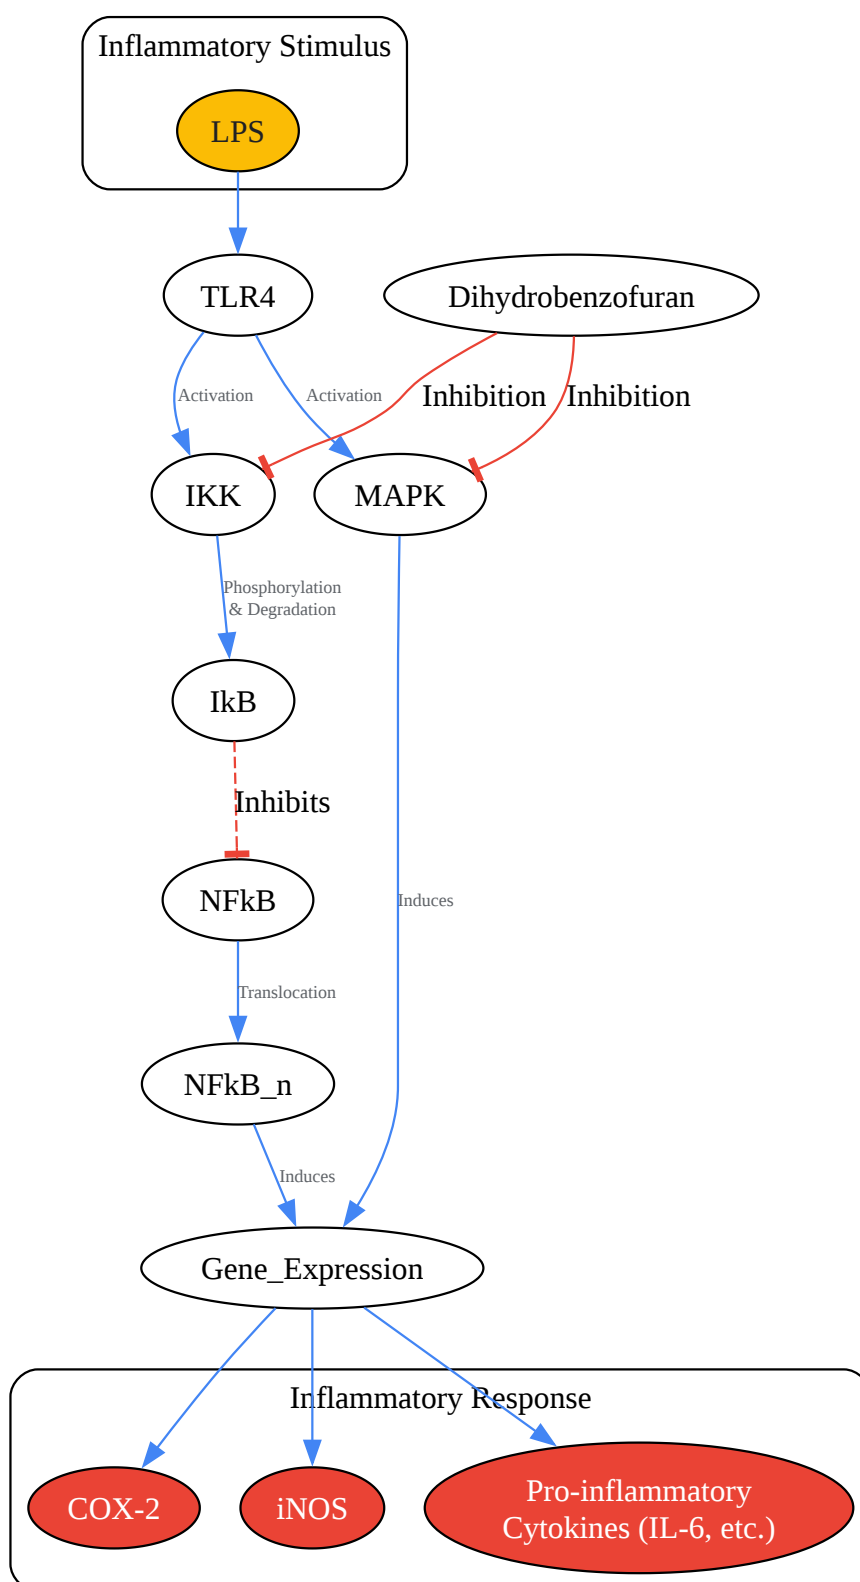 Inflammatory Stimulus
LPS
TLR4
Dihydrobenzofuran
Activation
Activation
Inhibition
Inhibition
IKK
MAPK
Phosphorylation
& Degradation
IkB
Inhibits
NFkB
Induces
Translocation
NFkB_n
Induces
Gene_Expression
Inflammatory Response
COX-2
iNOS
Pro-inflammatory
Cytokines (IL-6, etc.)